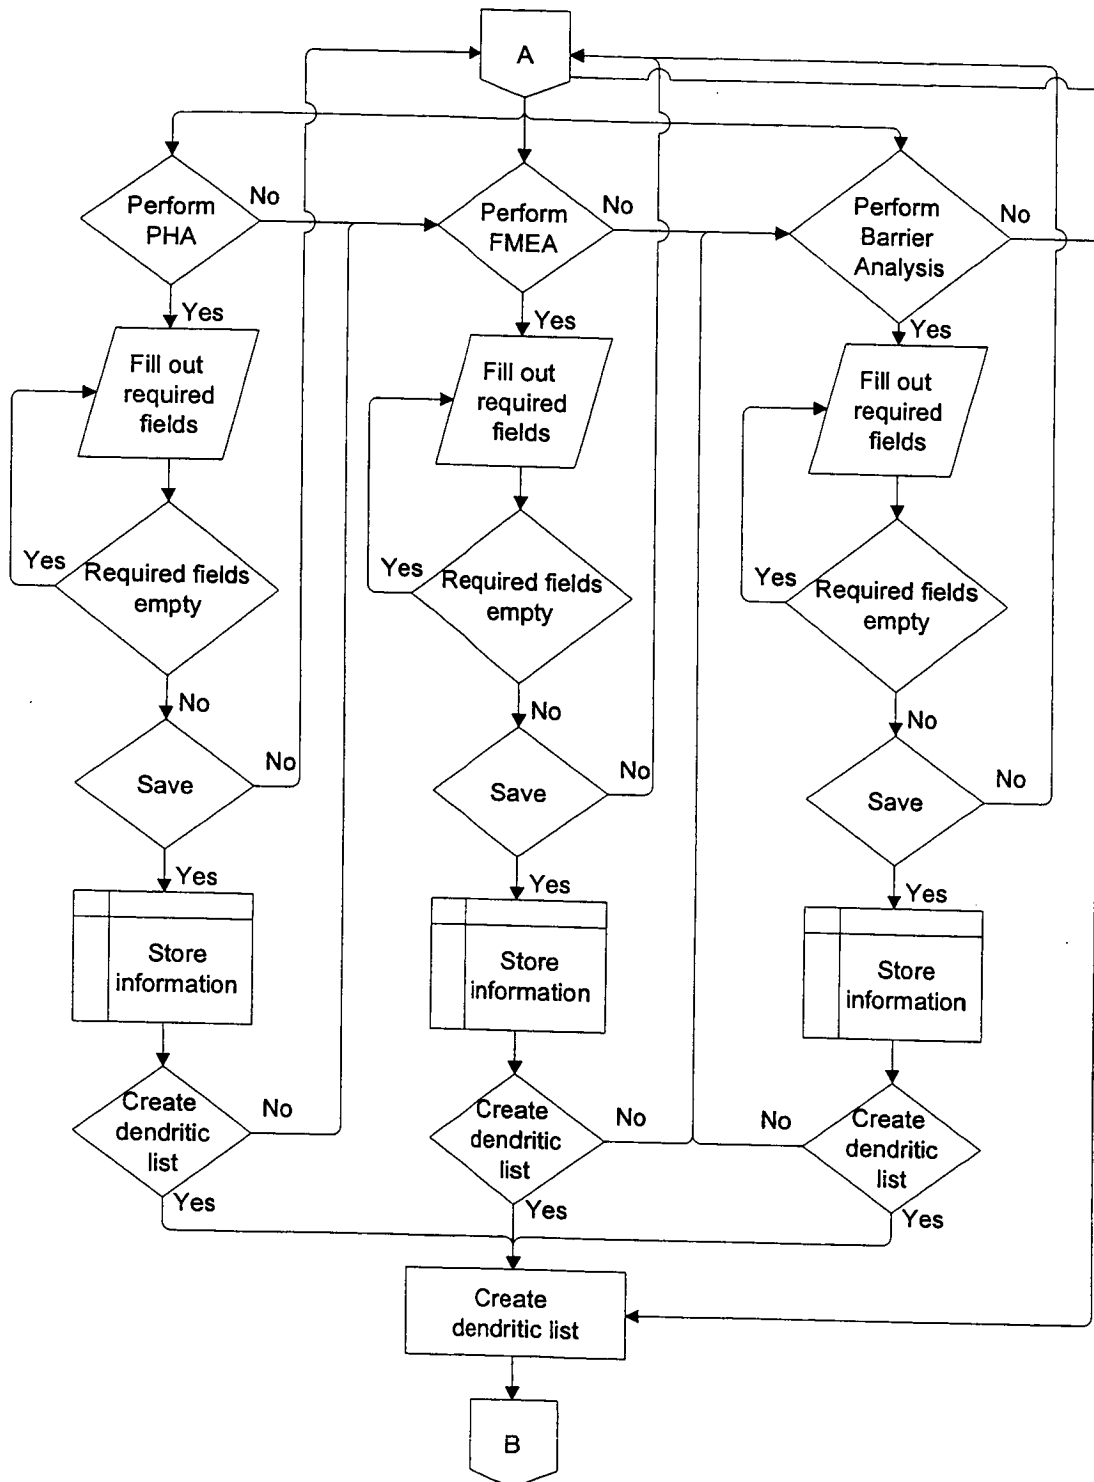 A
Perform
PHA
No
Perform
FMEA
No
Perform
Barrier
Analysis
No
Yes
Yes
Yes
Fill out
required
fields
Fill out
required
fields
Fill out
required
fields
Yes
Required fields
empty
Yes
Required fields
empty
Yes
Required fields
empty
No
No
No
Save
No
Save
No
Save
No
Yes
Yes
Yes
Store
information
Store
information
Store
information
Create
dendritic
list
No
Create
dendritic
list
No
No
Create
dendritic
list
Yes
Yes
Yes
Create
dendritic list
B